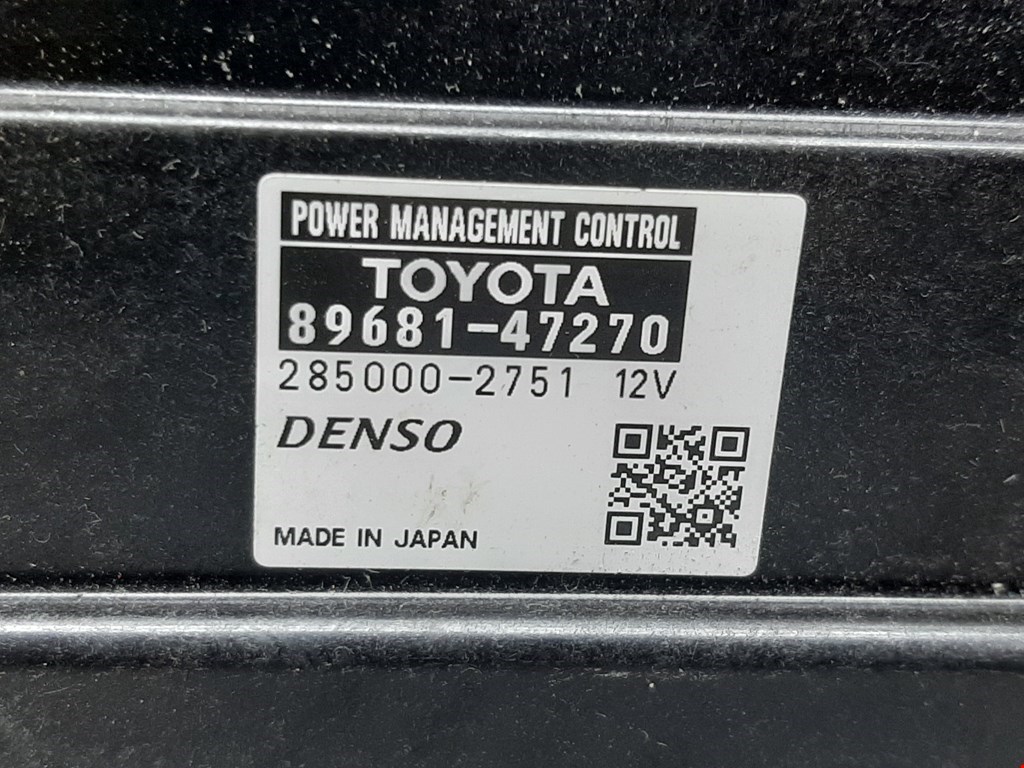 POWER MANAGEMENT CONTROL
TOYOTA
89681-47270
285000-2751 12V
DENSO
MADE IN JAPAN